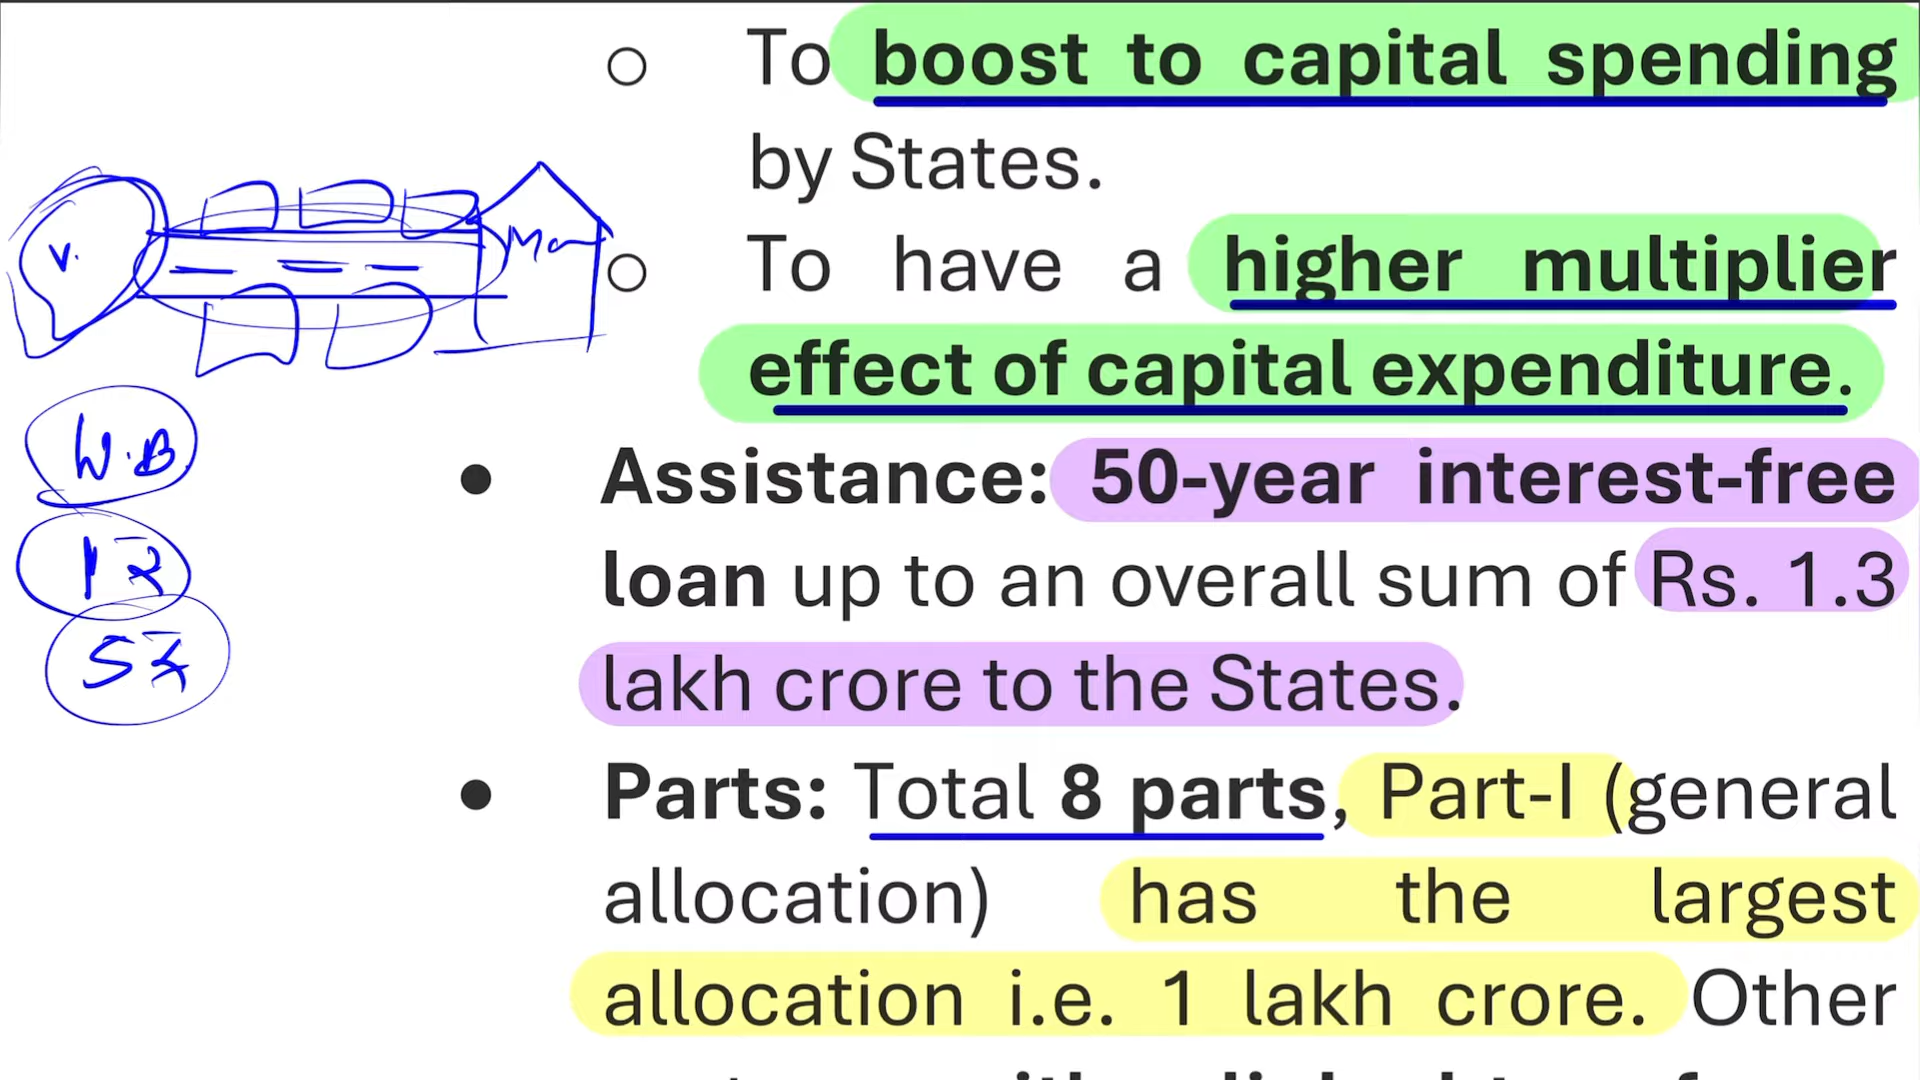 ○ To boost to capital spending
by States.
○ To have a higher multiplier
effect of capital expenditure.
● Assistance: 50-year interest-free
loan up to an overall sum of Rs. 1.3
lakh crore to the States.
● Parts: Total 8 parts, Part-I (general
allocation) has the largest
allocation i.e. 1 lakh crore. Other
V.
W.B.
1₹
5₹